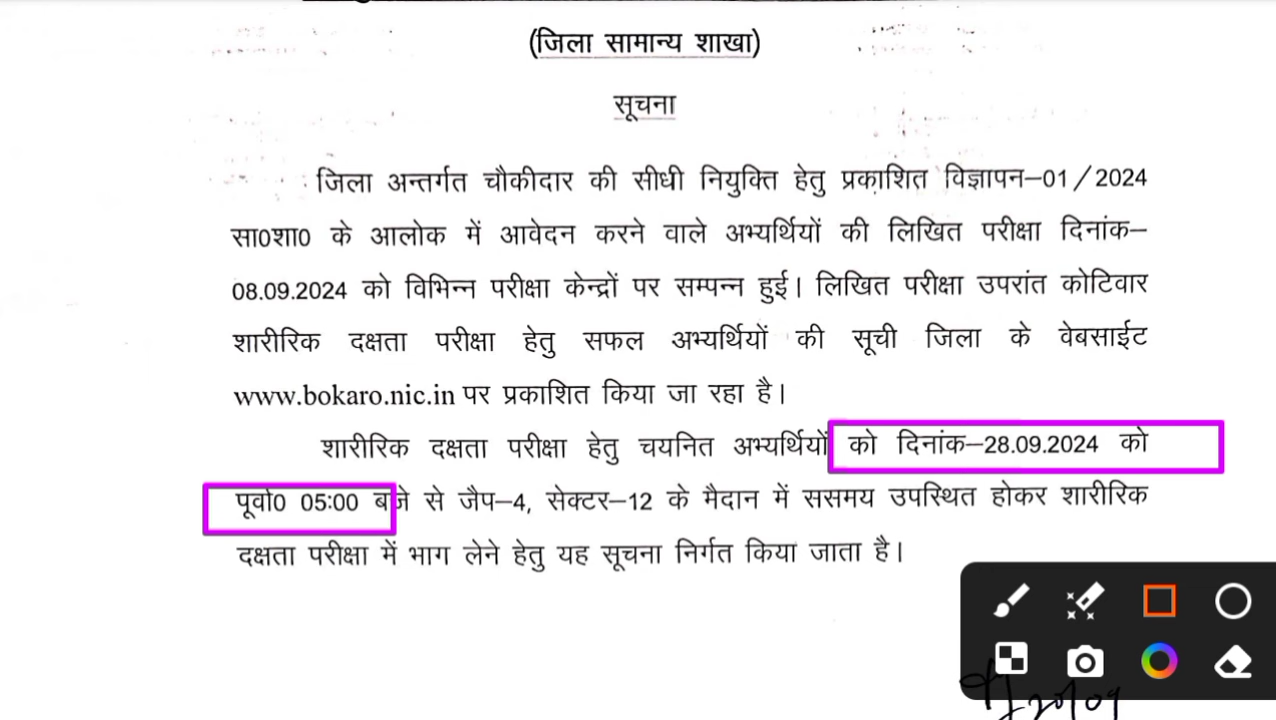 (जिला सामान्य शाखा)
सूचना
जिला अन्तर्गत चौकीदार की सीधी नियुक्ति हेतु प्रकाशित विज्ञापन–01/2024
सा0शा0 के आलोक में आवेदन करने वाले अभ्यर्थियों की लिखित परीक्षा दिनांक–
08.09.2024 को विभिन्न परीक्षा केन्द्रों पर सम्पन्न हुई। लिखित परीक्षा उपरांत कोटिवार
शारीरिक दक्षता परीक्षा हेतु सफल अभ्यर्थियों की सूची जिला के वेबसाईट
www.bokaro.nic.in पर प्रकाशित किया जा रहा है।
शारीरिक दक्षता परीक्षा हेतु चयनित अभ्यर्थियों को दिनांक–28.09.2024 को
पूर्वा0 05:00 बजे से जैप–4, सेक्टर–12 के मैदान में ससमय उपस्थित होकर शारीरिक
दक्षता परीक्षा में भाग लेने हेतु यह सूचना निर्गत किया जाता है।